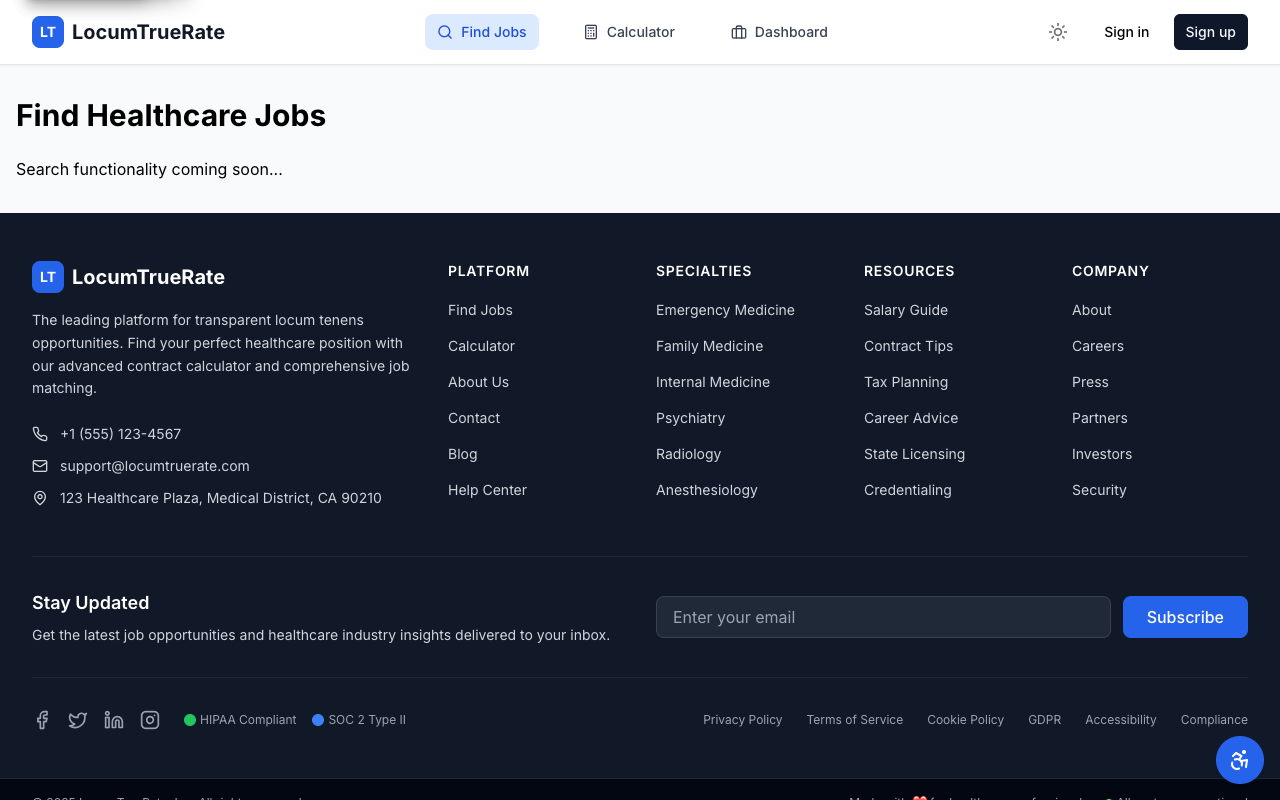 LT LocumTrueRate Find Jobs Calculator Dashboard Sign in Sign up
Find Healthcare Jobs
Search functionality coming soon...
LT LocumTrueRate
The leading platform for transparent locum tenens
opportunities. Find your perfect healthcare position with
our advanced contract calculator and comprehensive job
matching.
+1 (555) 123-4567
support@locumtruerate.com
123 Healthcare Plaza, Medical District, CA 90210
PLATFORM
Find Jobs
Calculator
About Us
Contact
Blog
Help Center
SPECIALTIES
Emergency Medicine
Family Medicine
Internal Medicine
Psychiatry
Radiology
Anesthesiology
RESOURCES
Salary Guide
Contract Tips
Tax Planning
Career Advice
State Licensing
Credentialing
COMPANY
About
Careers
Press
Partners
Investors
Security
Stay Updated
Get the latest job opportunities and healthcare industry insights delivered to your inbox.
Enter your email Subscribe
HIPAA Compliant SOC 2 Type II Privacy Policy Terms of Service Cookie Policy GDPR Accessibility Compliance